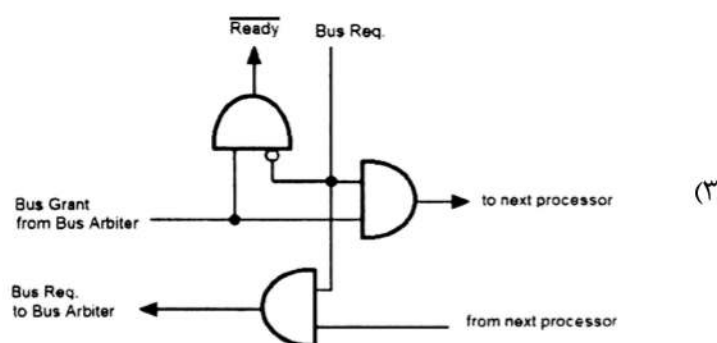 Ready
Bus Req.
Bus Grant
from Bus Arbiter
to next processor
(۳
Bus Req.
to Bus Arbiter
from next processor